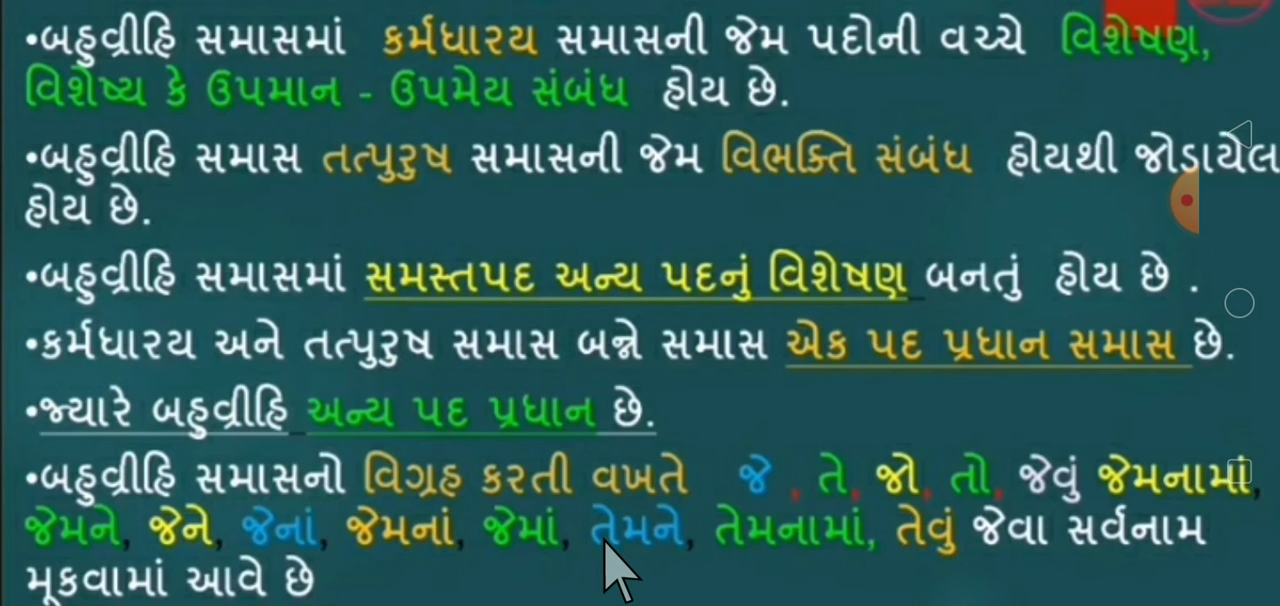 •બહુવ્રીહિ સમાસમાં કર્મધારય સમાસની જેમ પદોની વચ્ચે વિશેષણ,
વિશેષ્ય કે ઉપમાન - ઉપમેય સંબંધ હોય છે.
•બહુવ્રીહિ સમાસ તત્પુરુષ સમાસની જેમ વિભક્તિ સંબંધ હોયથી જોડાયેલ
હોય છે.
•બહુવ્રીહિ સમાસમાં સમસ્તપદ અન્ય પદનું વિશેષણ બનતું હોય છે .
•કર્મધારય અને તત્પુરુષ સમાસ બન્ને સમાસ એક પદ પ્રધાન સમાસ છે.
•જ્યારે બહુવ્રીહિ અન્ય પદ પ્રધાન છે.
•બહુવ્રીહિ સમાસનો વિગ્રહ કરતી વખતે જે , તે, જો, તો, જેવું જેમનામાં,
જેમને, જેને, જેનાં, જેમનાં, જેમાં, તેમને, તેમનામાં, તેવું જેવા સર્વનામ
મૂકવામાં આવે છે